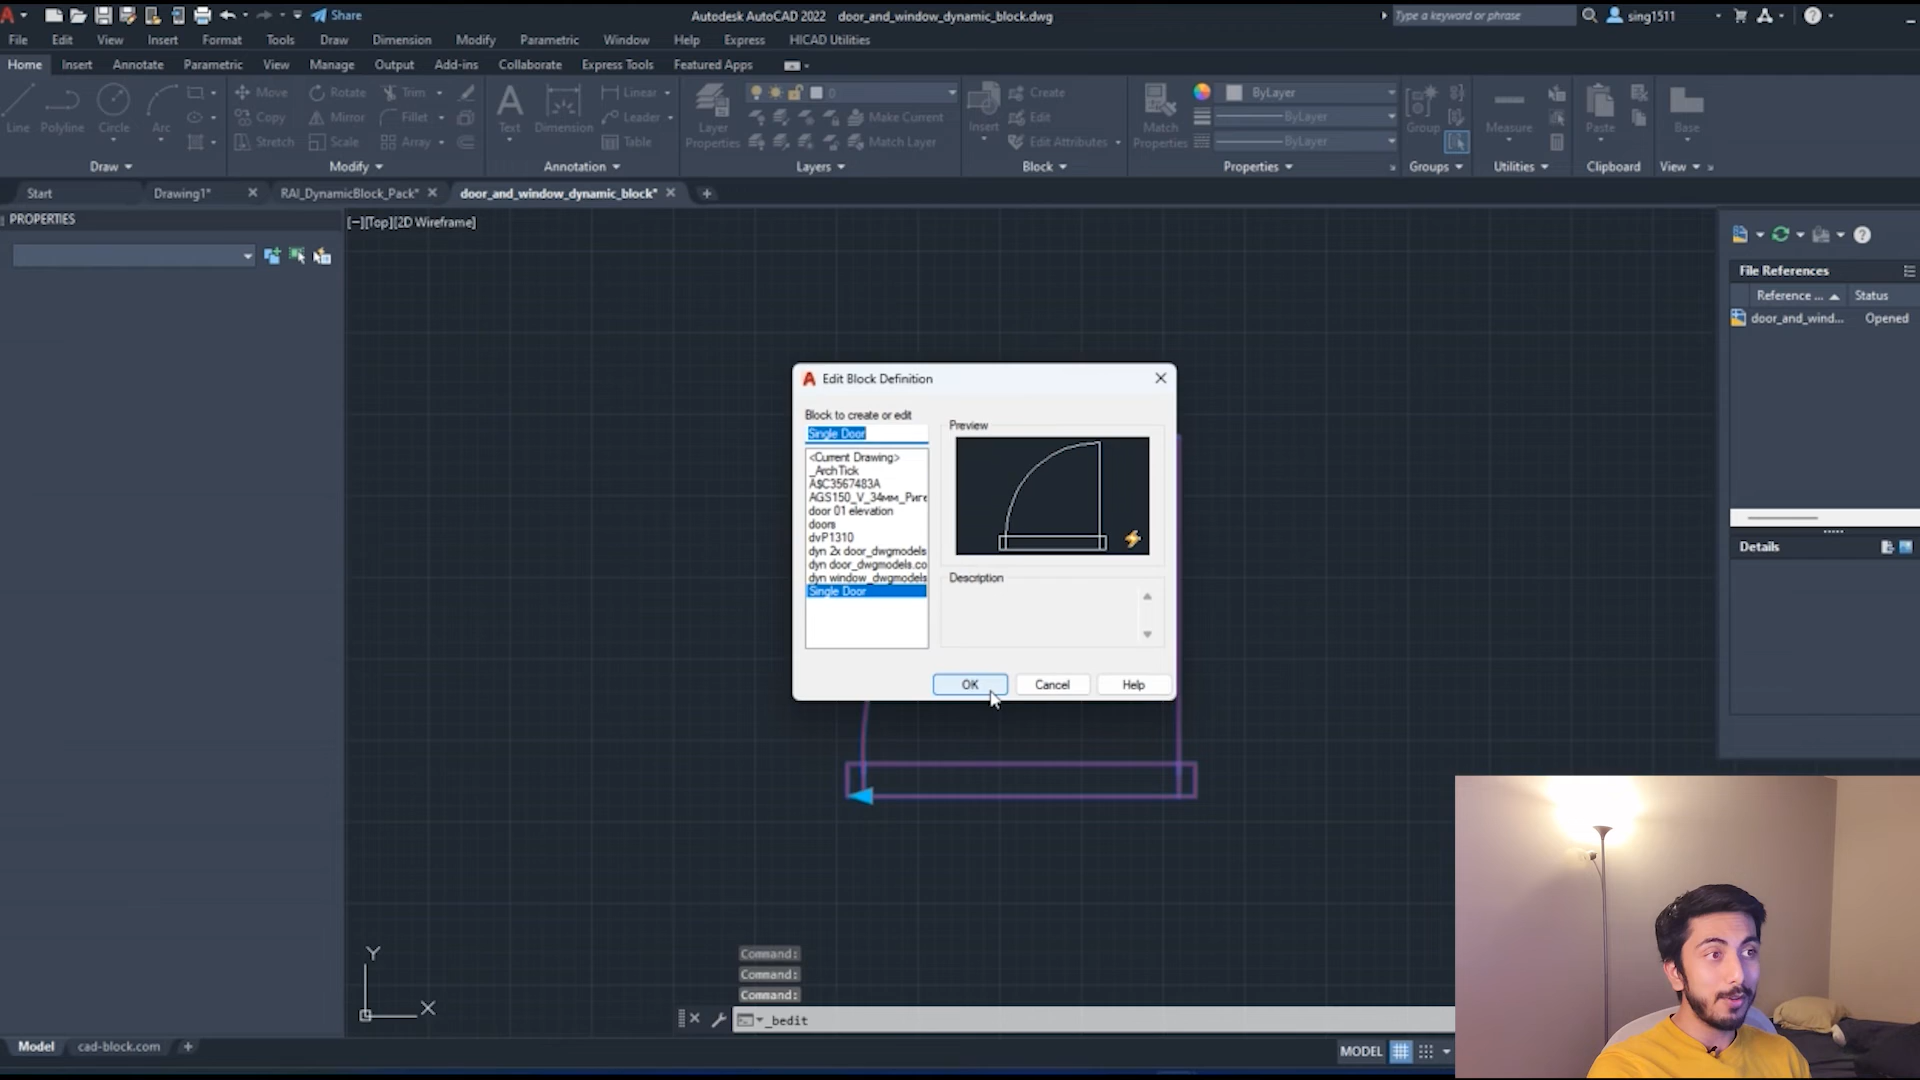 Share
Autodesk AutoCAD 2022 door_and_window_dynamic_block.dwg
Type a keyword or phrase
sing1511
File Edit View Insert Format Tools Draw Dimension Modify Parametric Window Help Express HICAD Utilities
Home Insert Annotate Parametric View Manage Output Add-ins Collaborate Express Tools Featured Apps
Line Polyline Circle Arc
Move Rotate Trim
Copy Mirror Fillet
Stretch Scale Array
Text Dimension
Linear
Leader
Table
Layer
Properties
0
Make Current
Match Layer
Insert
Create
Edit
Edit Attributes
Match
Properties
ByLayer
ByLayer
ByLayer
Group
Measure
Paste
Base
Draw Modify Annotation Layers Block Properties Groups Utilities Clipboard View
Start Drawing1* RAI_DynamicBlock_Pack* door_and_window_dynamic_block*
PROPERTIES
[−][Top][2D Wireframe]
File References
Reference ... Status
door_and_wind... Opened
Details
Edit Block Definition
Block to create or edit
Single Door
<Current Drawing>
_ArchTick
A$C3567483A
AGS150_V_34мм_Риге
door 01 elevation
doors
dvP1310
dyn 2x door_dwgmodels
dyn door_dwgmodels.co
dyn window_dwgmodels
Single Door
Preview
Description
OK Cancel Help
Y
X
Command:
Command:
Command:
_bedit
Model cad-block.com
MODEL